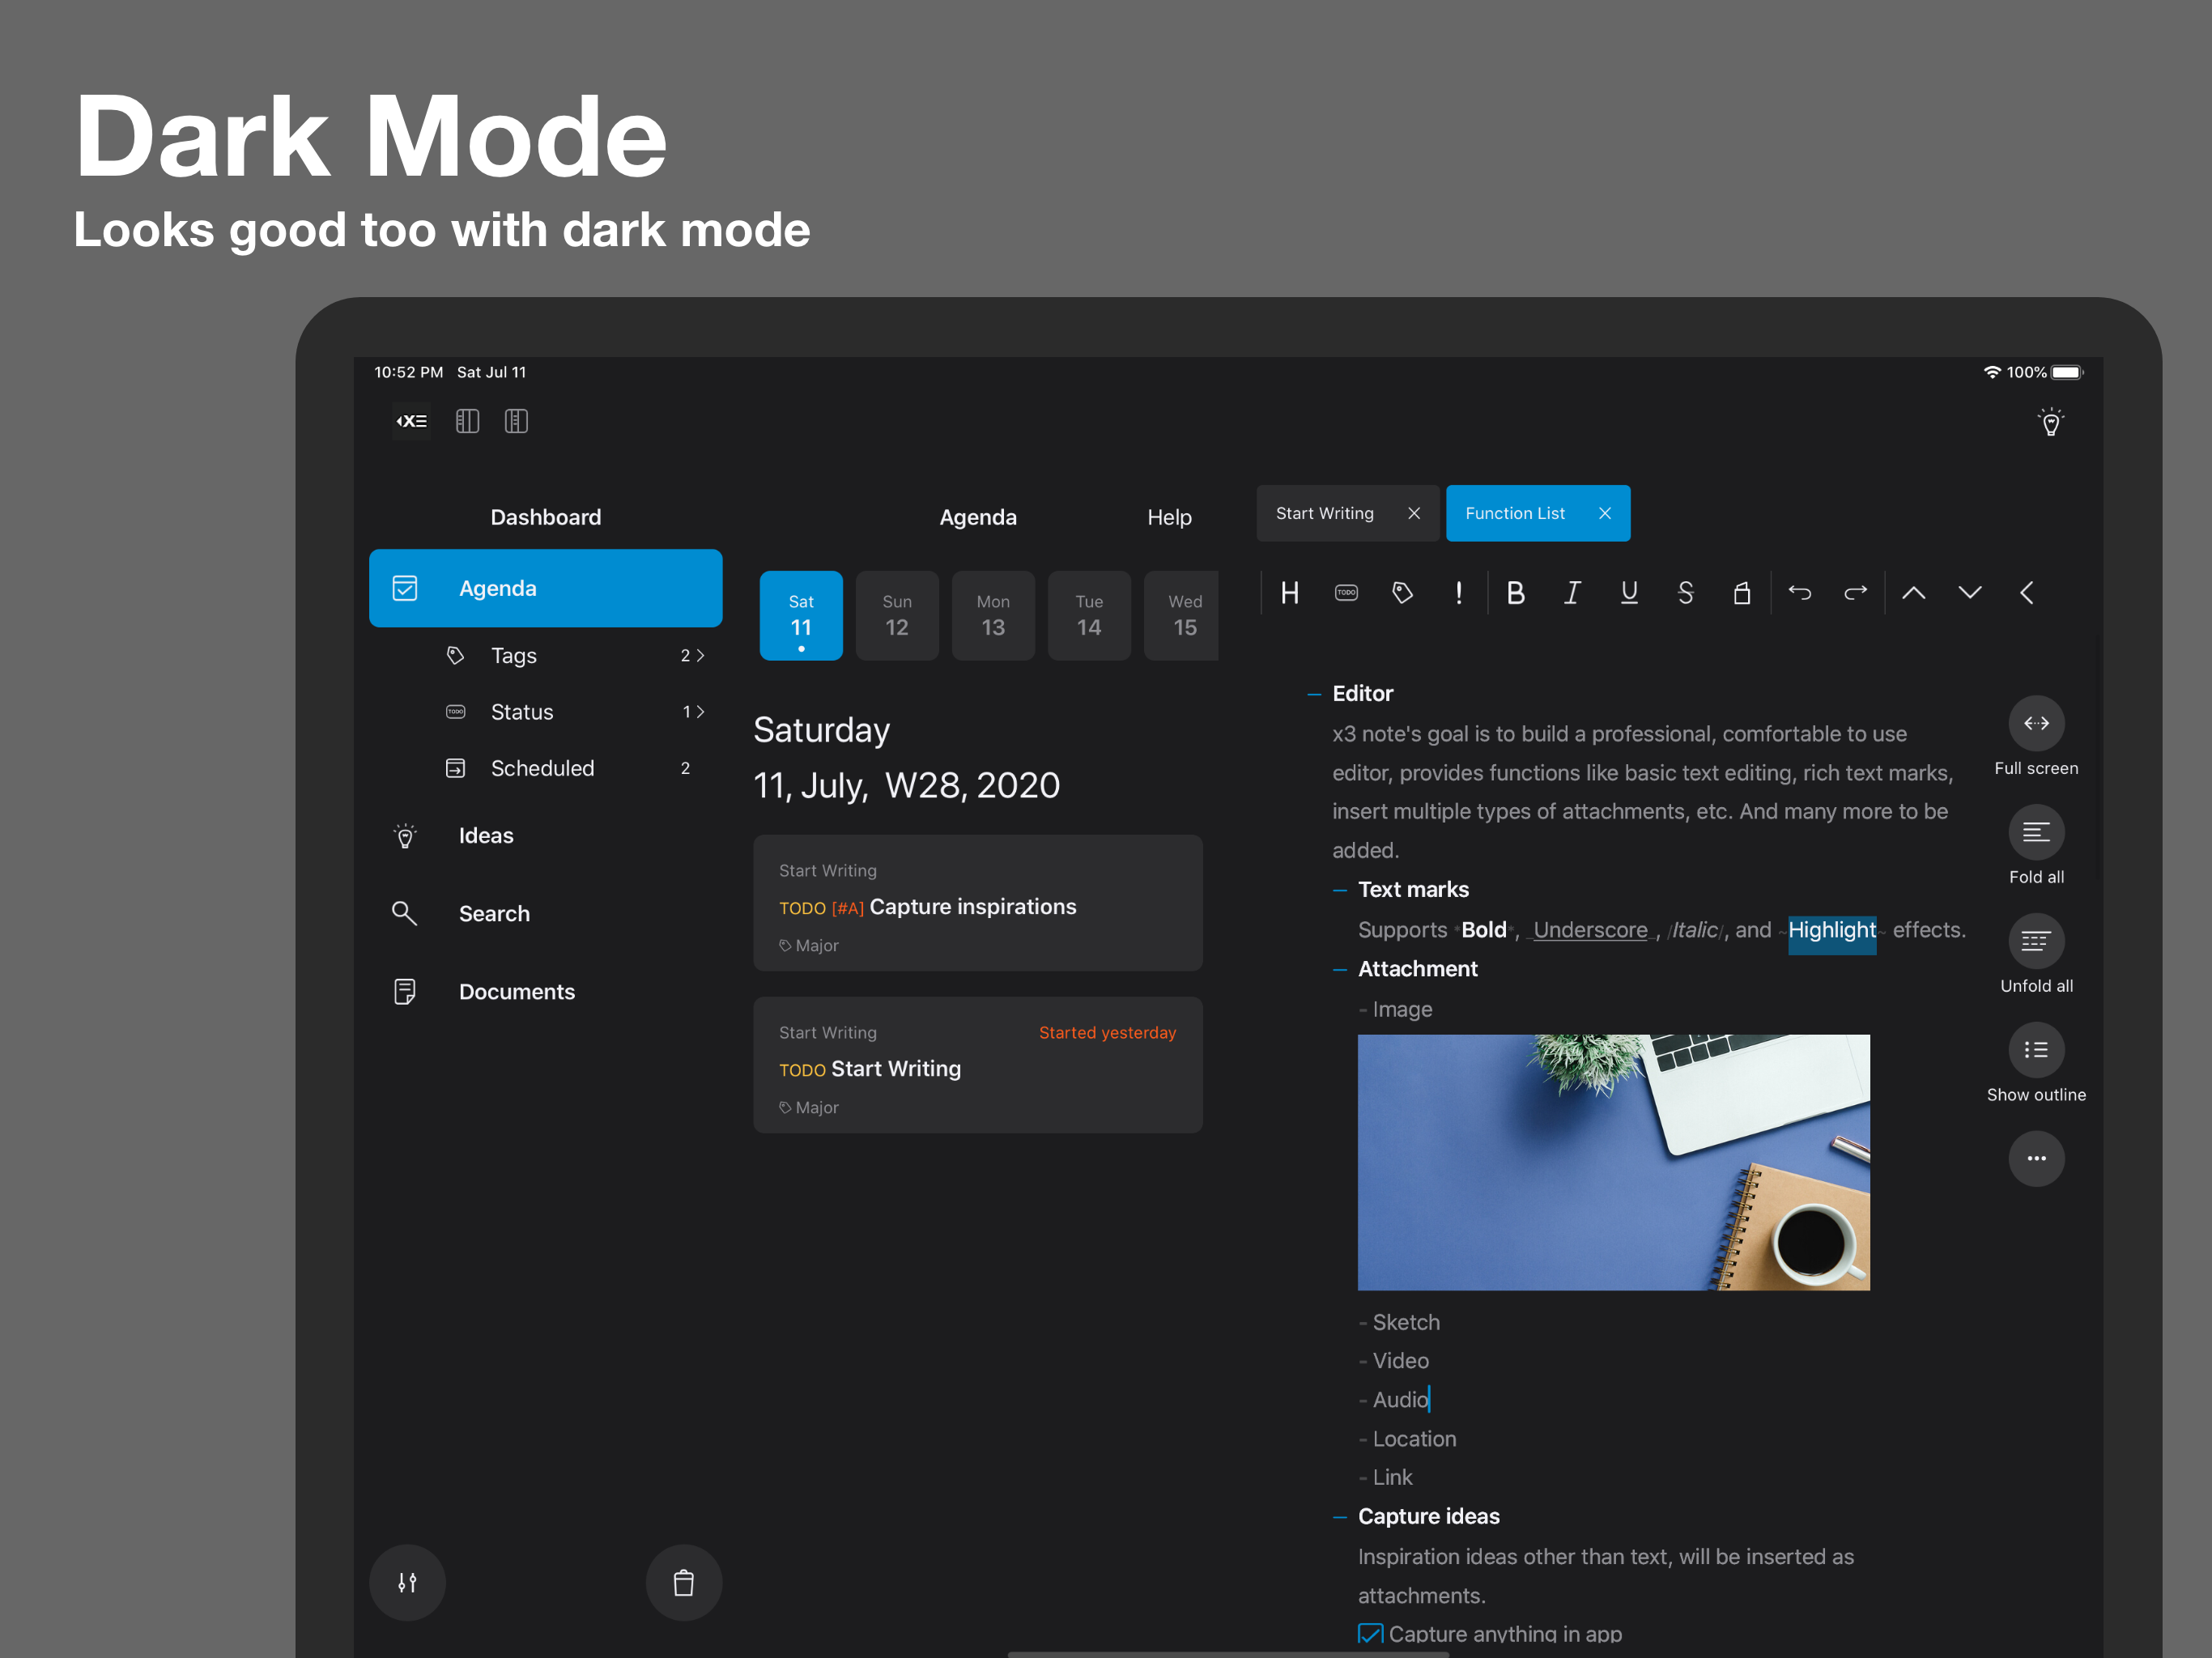 Dark Mode
Looks good too with dark mode
10:52 PM Sat Jul 11
100%
Dashboard
Agenda
Tags 2
TODO Status 1
Scheduled 2
Ideas
Search
Documents
Agenda Help
Sat Sun Mon Tue Wed
11 12 13 14 15
Saturday
11, July, W28, 2020
Start Writing
TODO [#A] Capture inspirations
Major
Start Writing Started yesterday
TODO Start Writing
Major
Start Writing Function List
H TODO ! B I U S
Editor
x3 note's goal is to build a professional, comfortable to use
editor, provides functions like basic text editing, rich text marks,
insert multiple types of attachments, etc. And many more to be
added.
Text marks
Supports *Bold*, _Underscore_, /Italic/, and ~Highlight~ effects.
Attachment
- Image
- Sketch
- Video
- Audio
- Location
- Link
Capture ideas
Inspiration ideas other than text, will be inserted as
attachments.
Capture anything in app
Full screen
Fold all
Unfold all
Show outline